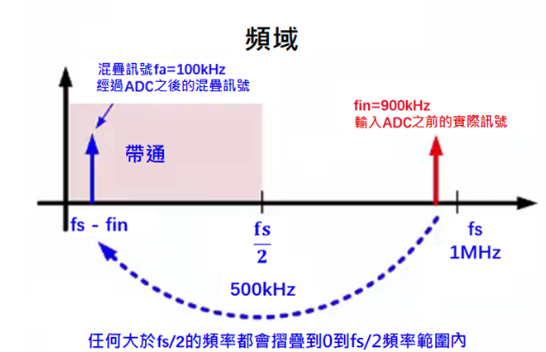 頻域
混疊訊號fa=100kHz
經過ADC之後的混疊訊號
fin=900kHz
輸入ADC之前的實際訊號
帶通
fs - fin
fs
2
fs
1MHz
500kHz
任何大於fs/2的頻率都會摺疊到0到fs/2頻率範圍內